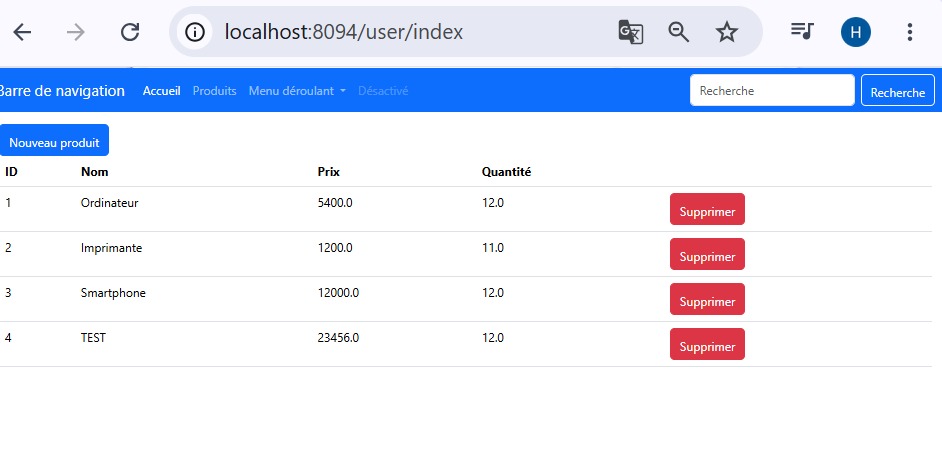 localhost:8094/user/index
H
Barre de navigation Accueil Produits Menu déroulant Désactivé Recherche Recherche
Nouveau produit
ID Nom Prix Quantité
1 Ordinateur 5400.0 12.0 Supprimer
2 Imprimante 1200.0 11.0 Supprimer
3 Smartphone 12000.0 12.0 Supprimer
4 TEST 23456.0 12.0 Supprimer